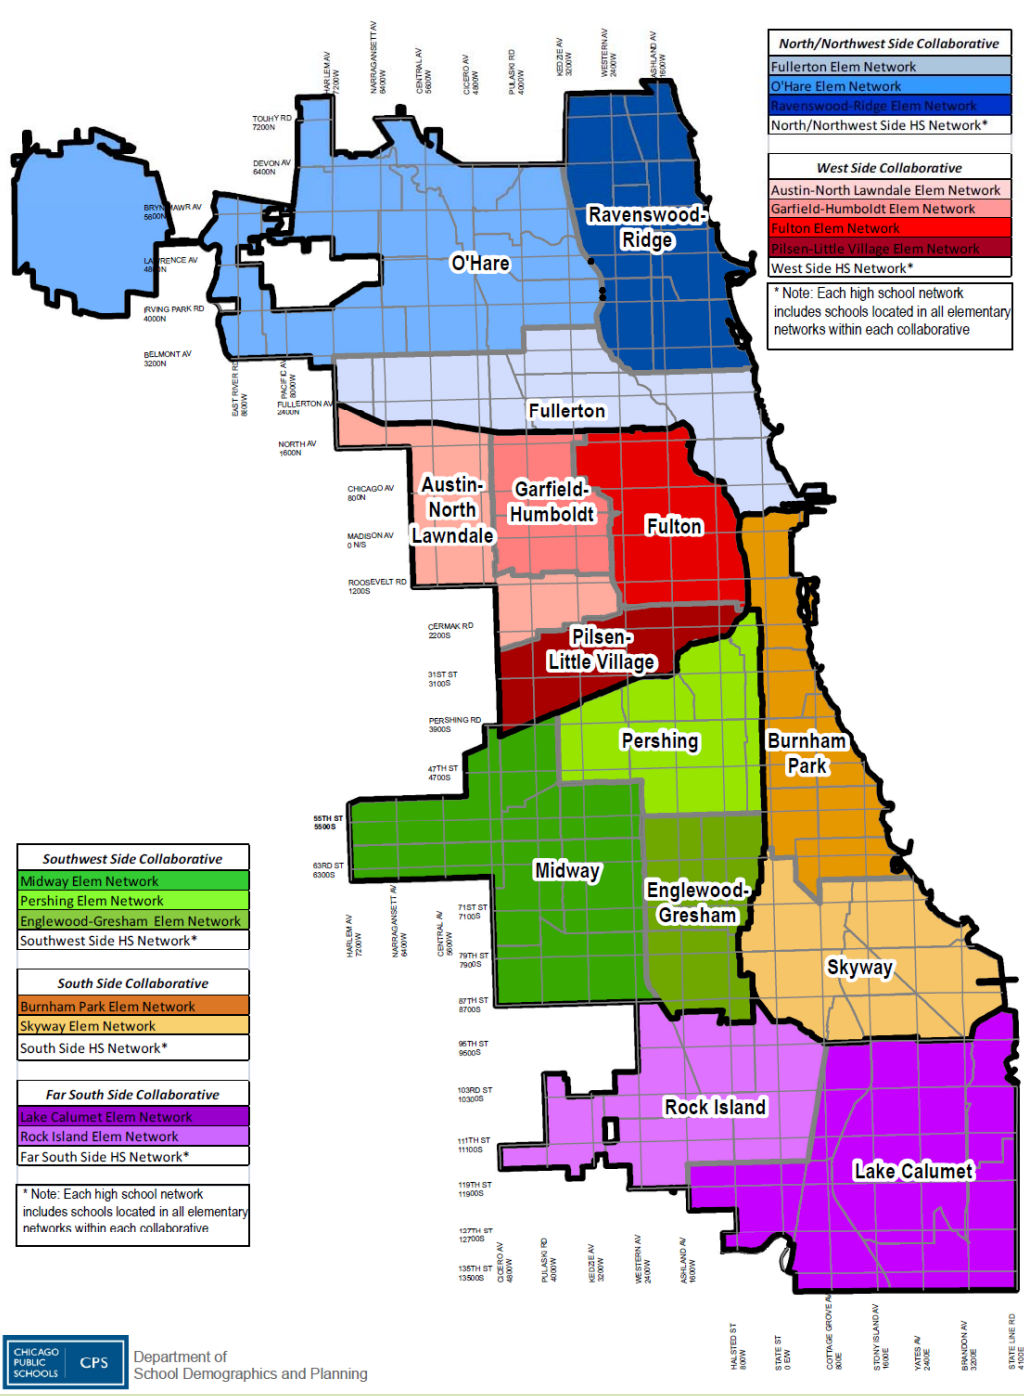 HARLEM AV
7200W
NARRAGANSETT AV
6400W
CENTRAL AV
5600W
CICERO AV
4800W
PULASKI RD
4000W
KEDZIE AV
3200W
WESTERN AV
2400W
ASHLAND AV
1600W
North/Northwest Side Collaborative
Fullerton Elem Network
O'Hare Elem Network
Ravenswood-Ridge Elem Network
North/Northwest Side HS Network*
West Side Collaborative
Austin-North Lawndale Elem Network
Garfield-Humboldt Elem Network
Fulton Elem Network
Pilsen-Little Village Elem Network
West Side HS Network*
* Note: Each high school network
includes schools located in all elementary
networks within each collaborative
TOUHY RD
7200N
DEVON AV
6400N
BRYN MAWR AV
5600N
LAWRENCE AV
4800N
IRVING PARK RD
4000N
BELMONT AV
3200N
EAST RIVER RD
8600W
PACIFIC AV
8000W
FULLERTON AV
2400N
NORTH AV
1600N
CHICAGO AV
800N
MADISON AV
0 N/S
ROOSEVELT RD
1200S
CERMAK RD
2200S
31ST ST
3100S
PERSHING RD
3900S
47TH ST
4700S
55TH ST
5500S
63RD ST
6300S
HARLEM AV
7200W
NARRAGANSETT AV
6400W
CENTRAL AV
5600W
71ST ST
7100S
79TH ST
7900S
87TH ST
8700S
95TH ST
9500S
103RD ST
10300S
111TH ST
11100S
119TH ST
11900S
127TH ST
12700S
135TH ST
13500S
O'Hare
Ravenswood-
Ridge
Fullerton
Austin-
North
Lawndale
Garfield-
Humboldt
Fulton
Pilsen-
Little Village
Pershing
Burnham
Park
Midway
Englewood-
Gresham
Skyway
Rock Island
Lake Calumet
Southwest Side Collaborative
Midway Elem Network
Pershing Elem Network
Englewood-Gresham Elem Network
Southwest Side HS Network*
South Side Collaborative
Burnham Park Elem Network
Skyway Elem Network
South Side HS Network*
Far South Side Collaborative
Lake Calumet Elem Network
Rock Island Elem Network
Far South Side HS Network*
* Note: Each high school network
includes schools located in all elementary
networks within each collaborative
CICERO AV
4800W
PULASKI RD
4000W
KEDZIE AV
3200W
WESTERN AV
2400W
ASHLAND AV
1600W
HALSTED ST
800W
STATE ST
0 E/W
COTTAGE GROVE AV
800E
STONY ISLAND AV
1600E
YATES AV
2400E
BRANDON AV
3200E
STATE LINE RD
4100E
CHICAGO
PUBLIC
SCHOOLS
CPS
Department of
School Demographics and Planning